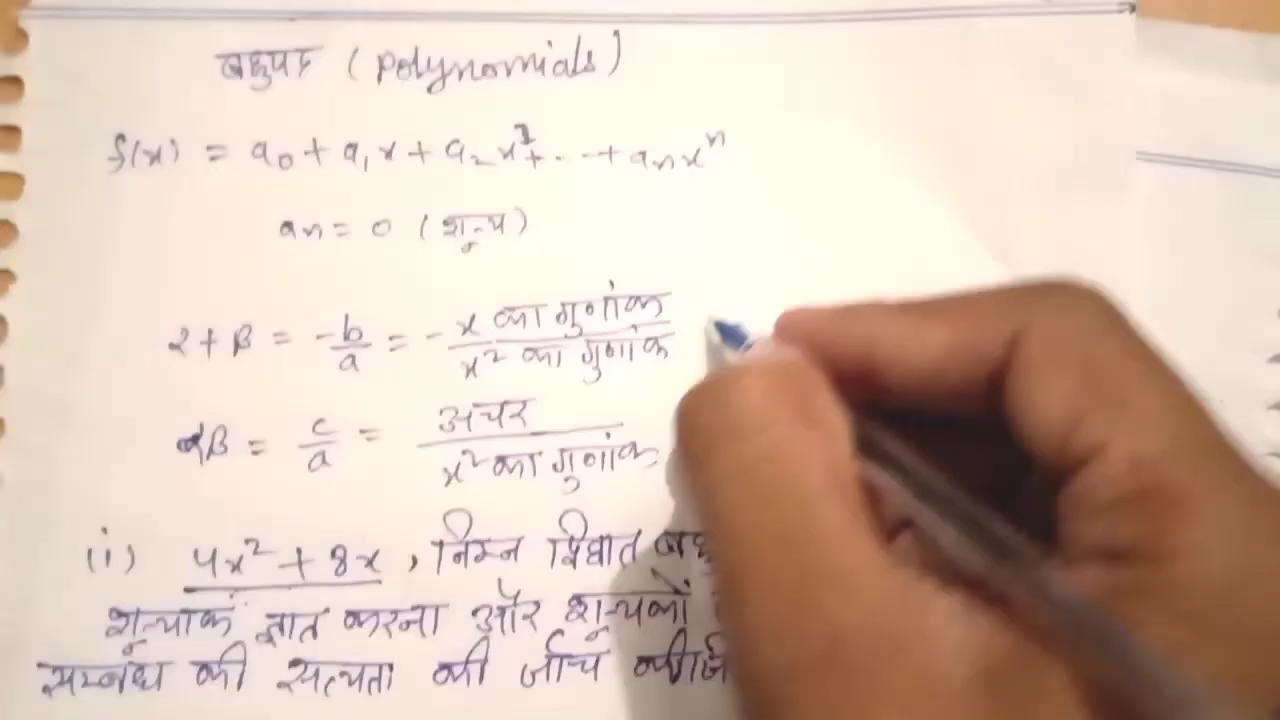 बहुपद (polynomials)
f(x) = a₀ + a₁x + a₂x² + ... + aₙxⁿ
aₙ = 0 (शून्य)
α + β = -b/a = - x का गुणांक / x² का गुणांक
αβ = c/a = अचर / x² का गुणांक
(i) 4x² + 8x, निम्न द्विघात
शून्याकं ज्ञात करना और शून्यकों
सम्बंध की सत्यता की जाँच